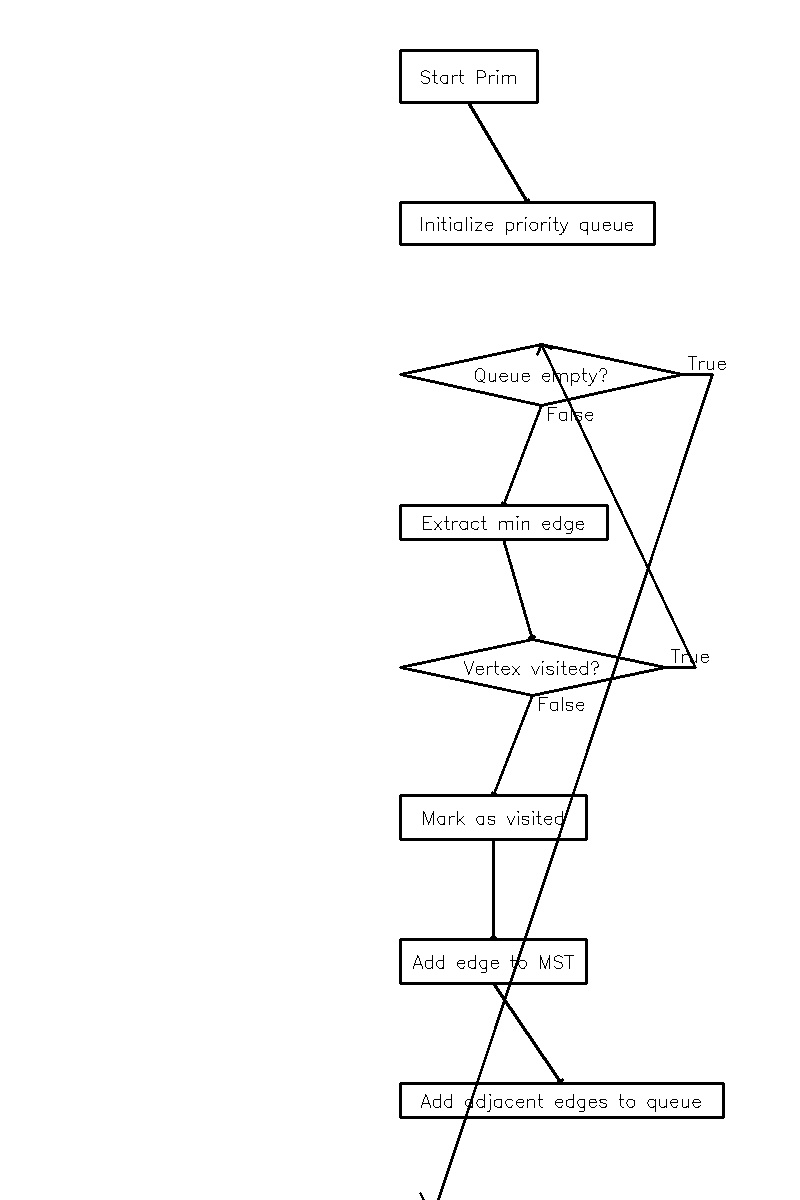 Start Prim
Initialize priority queue
True
Queue empty?
False
Extract min edge
True
Vertex visited?
False
Mark as visited
Add edge to MST
Add adjacent edges to queue